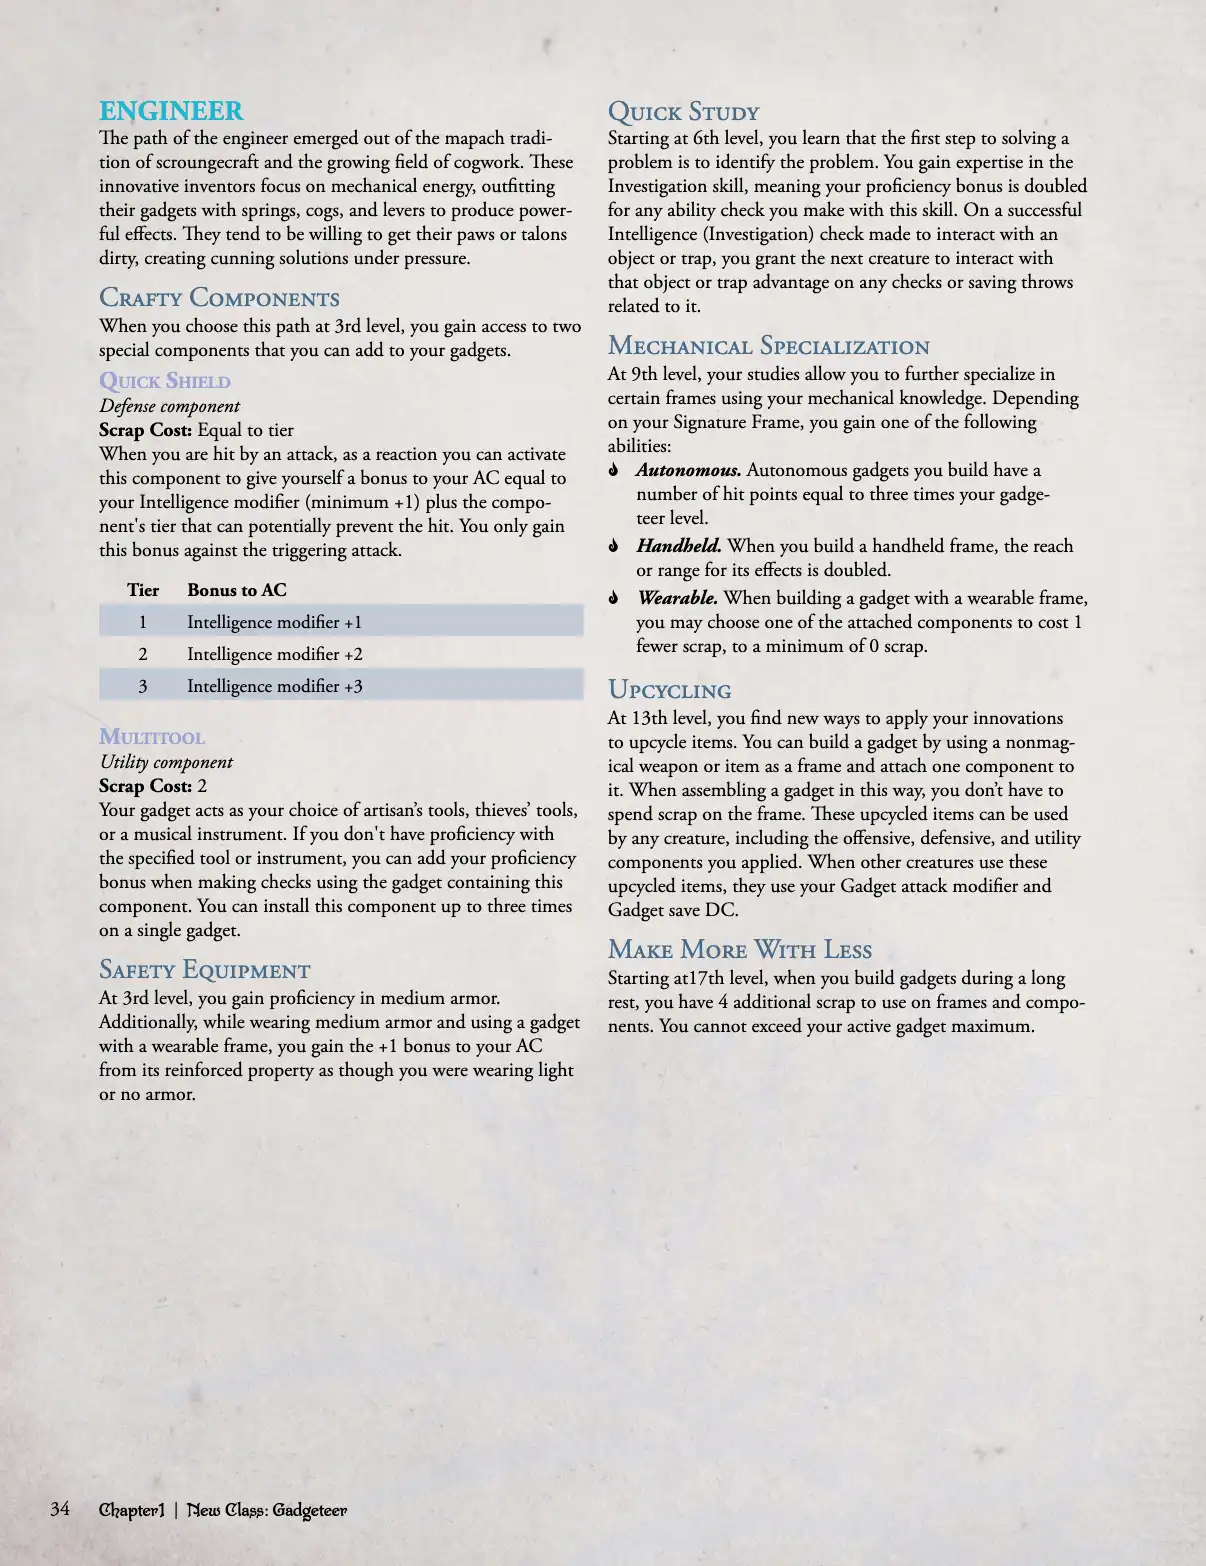 ENGINEER
The path of the engineer emerged out of the mapach tradi-
tion of scroungecraft and the growing field of cogwork. These
innovative inventors focus on mechanical energy, outfitting
their gadgets with springs, cogs, and levers to produce power-
ful effects. They tend to be willing to get their paws or talons
dirty, creating cunning solutions under pressure.
Crafty Components
When you choose this path at 3rd level, you gain access to two
special components that you can add to your gadgets.
Quick Shield
Defense component
Scrap Cost: Equal to tier
When you are hit by an attack, as a reaction you can activate
this component to give yourself a bonus to your AC equal to
your Intelligence modifier (minimum +1) plus the compo-
nent's tier that can potentially prevent the hit. You only gain
this bonus against the triggering attack.
Tier Bonus to AC
1 Intelligence modifier +1
2 Intelligence modifier +2
3 Intelligence modifier +3
Multitool
Utility component
Scrap Cost: 2
Your gadget acts as your choice of artisan’s tools, thieves’ tools,
or a musical instrument. If you don't have proficiency with
the specified tool or instrument, you can add your proficiency
bonus when making checks using the gadget containing this
component. You can install this component up to three times
on a single gadget.
Safety Equipment
At 3rd level, you gain proficiency in medium armor.
Additionally, while wearing medium armor and using a gadget
with a wearable frame, you gain the +1 bonus to your AC
from its reinforced property as though you were wearing light
or no armor.
Quick Study
Starting at 6th level, you learn that the first step to solving a
problem is to identify the problem. You gain expertise in the
Investigation skill, meaning your proficiency bonus is doubled
for any ability check you make with this skill. On a successful
Intelligence (Investigation) check made to interact with an
object or trap, you grant the next creature to interact with
that object or trap advantage on any checks or saving throws
related to it.
Mechanical Specialization
At 9th level, your studies allow you to further specialize in
certain frames using your mechanical knowledge. Depending
on your Signature Frame, you gain one of the following
abilities:
Autonomous. Autonomous gadgets you build have a
number of hit points equal to three times your gadge-
teer level.
Handheld. When you build a handheld frame, the reach
or range for its effects is doubled.
Wearable. When building a gadget with a wearable frame,
you may choose one of the attached components to cost 1
fewer scrap, to a minimum of 0 scrap.
Upcycling
At 13th level, you find new ways to apply your innovations
to upcycle items. You can build a gadget by using a nonmag-
ical weapon or item as a frame and attach one component to
it. When assembling a gadget in this way, you don’t have to
spend scrap on the frame. These upcycled items can be used
by any creature, including the offensive, defensive, and utility
components you applied. When other creatures use these
upcycled items, they use your Gadget attack modifier and
Gadget save DC.
Make More With Less
Starting at17th level, when you build gadgets during a long
rest, you have 4 additional scrap to use on frames and compo-
nents. You cannot exceed your active gadget maximum.
34 Chapter1 | New Class: Gadgeteer